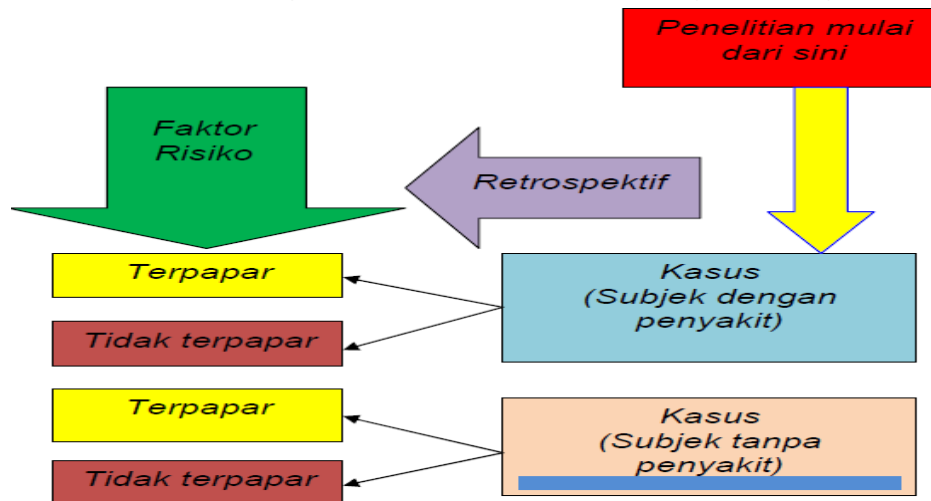 Penelitian mulai
dari sini
Faktor
Risiko
Retrospektif
Terpapar
Kasus
(Subjek dengan
penyakit)
Tidak terpapar
Terpapar
Kasus
(Subjek tanpa
penyakit)
Tidak terpapar